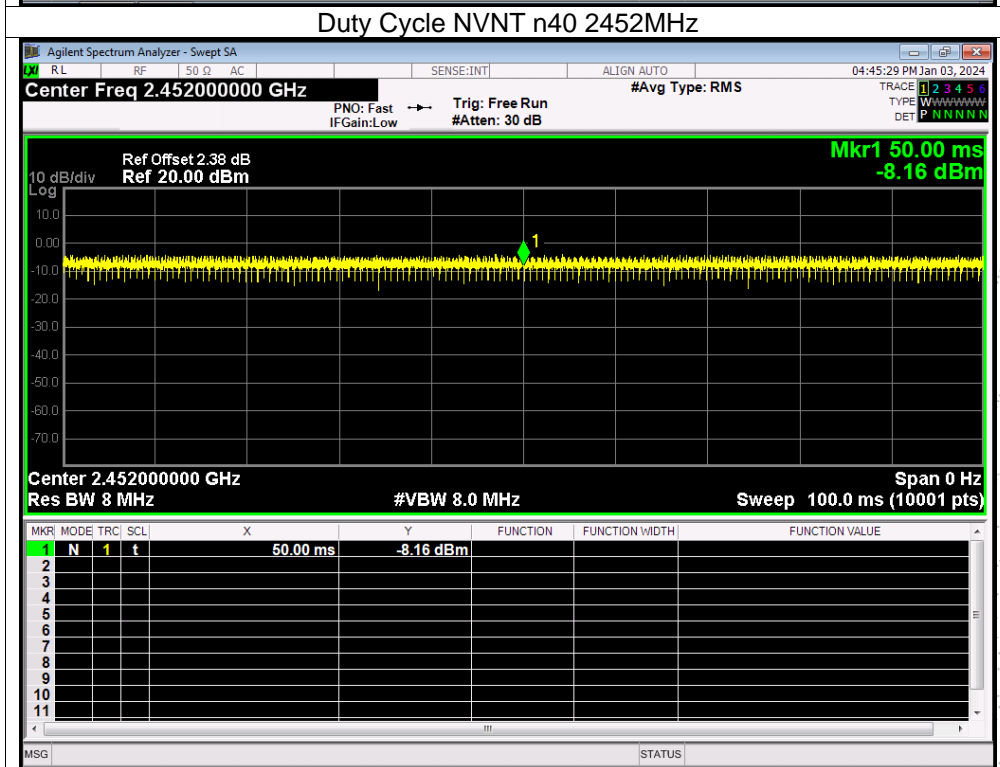 Duty Cycle NVNT n40 2452MHz
Agilent Spectrum Analyzer - Swept SA
LXI RL RF 50 Ω AC SENSE:INT ALIGN AUTO 04:45:29 PM Jan 03, 2024
Center Freq 2.452000000 GHz #Avg Type: RMS TRACE 1 2 3 4 5 6
PNO: Fast Trig: Free Run TYPE W
IFGain:Low #Atten: 30 dB DET P N N N N N
Mkr1 50.00 ms
Ref Offset 2.38 dB
10 dB/div Ref 20.00 dBm -8.16 dBm
Log
10.0
0.00
1
-10.0
-20.0
-30.0
-40.0
-50.0
-60.0
-70.0
Center 2.452000000 GHz Span 0 Hz
Res BW 8 MHz #VBW 8.0 MHz Sweep 100.0 ms (10001 pts)
MKR MODE TRC SCL X Y FUNCTION FUNCTION WIDTH FUNCTION VALUE
1 N 1 t 50.00 ms -8.16 dBm
2
3
4
5
6
7
8
9
10
11
MSG STATUS